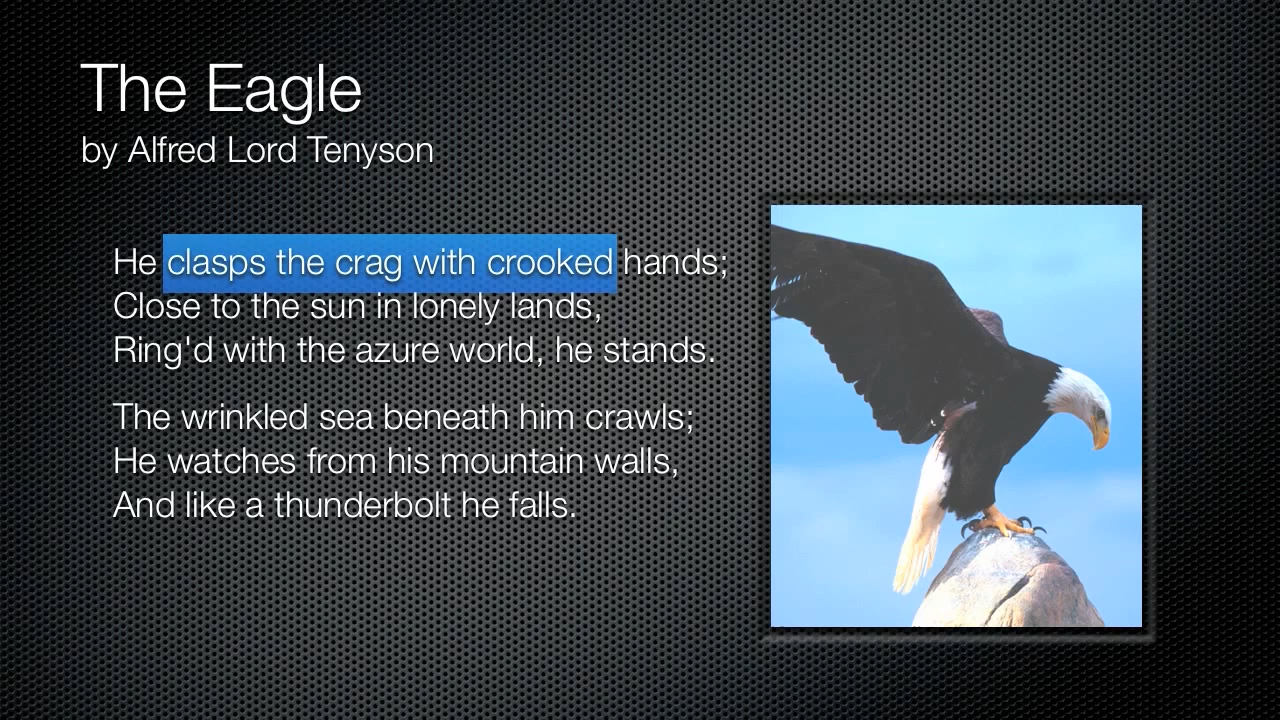 The Eagle
by Alfred Lord Tenyson
He clasps the crag with crooked hands;
Close to the sun in lonely lands,
Ring'd with the azure world, he stands.
The wrinkled sea beneath him crawls;
He watches from his mountain walls,
And like a thunderbolt he falls.